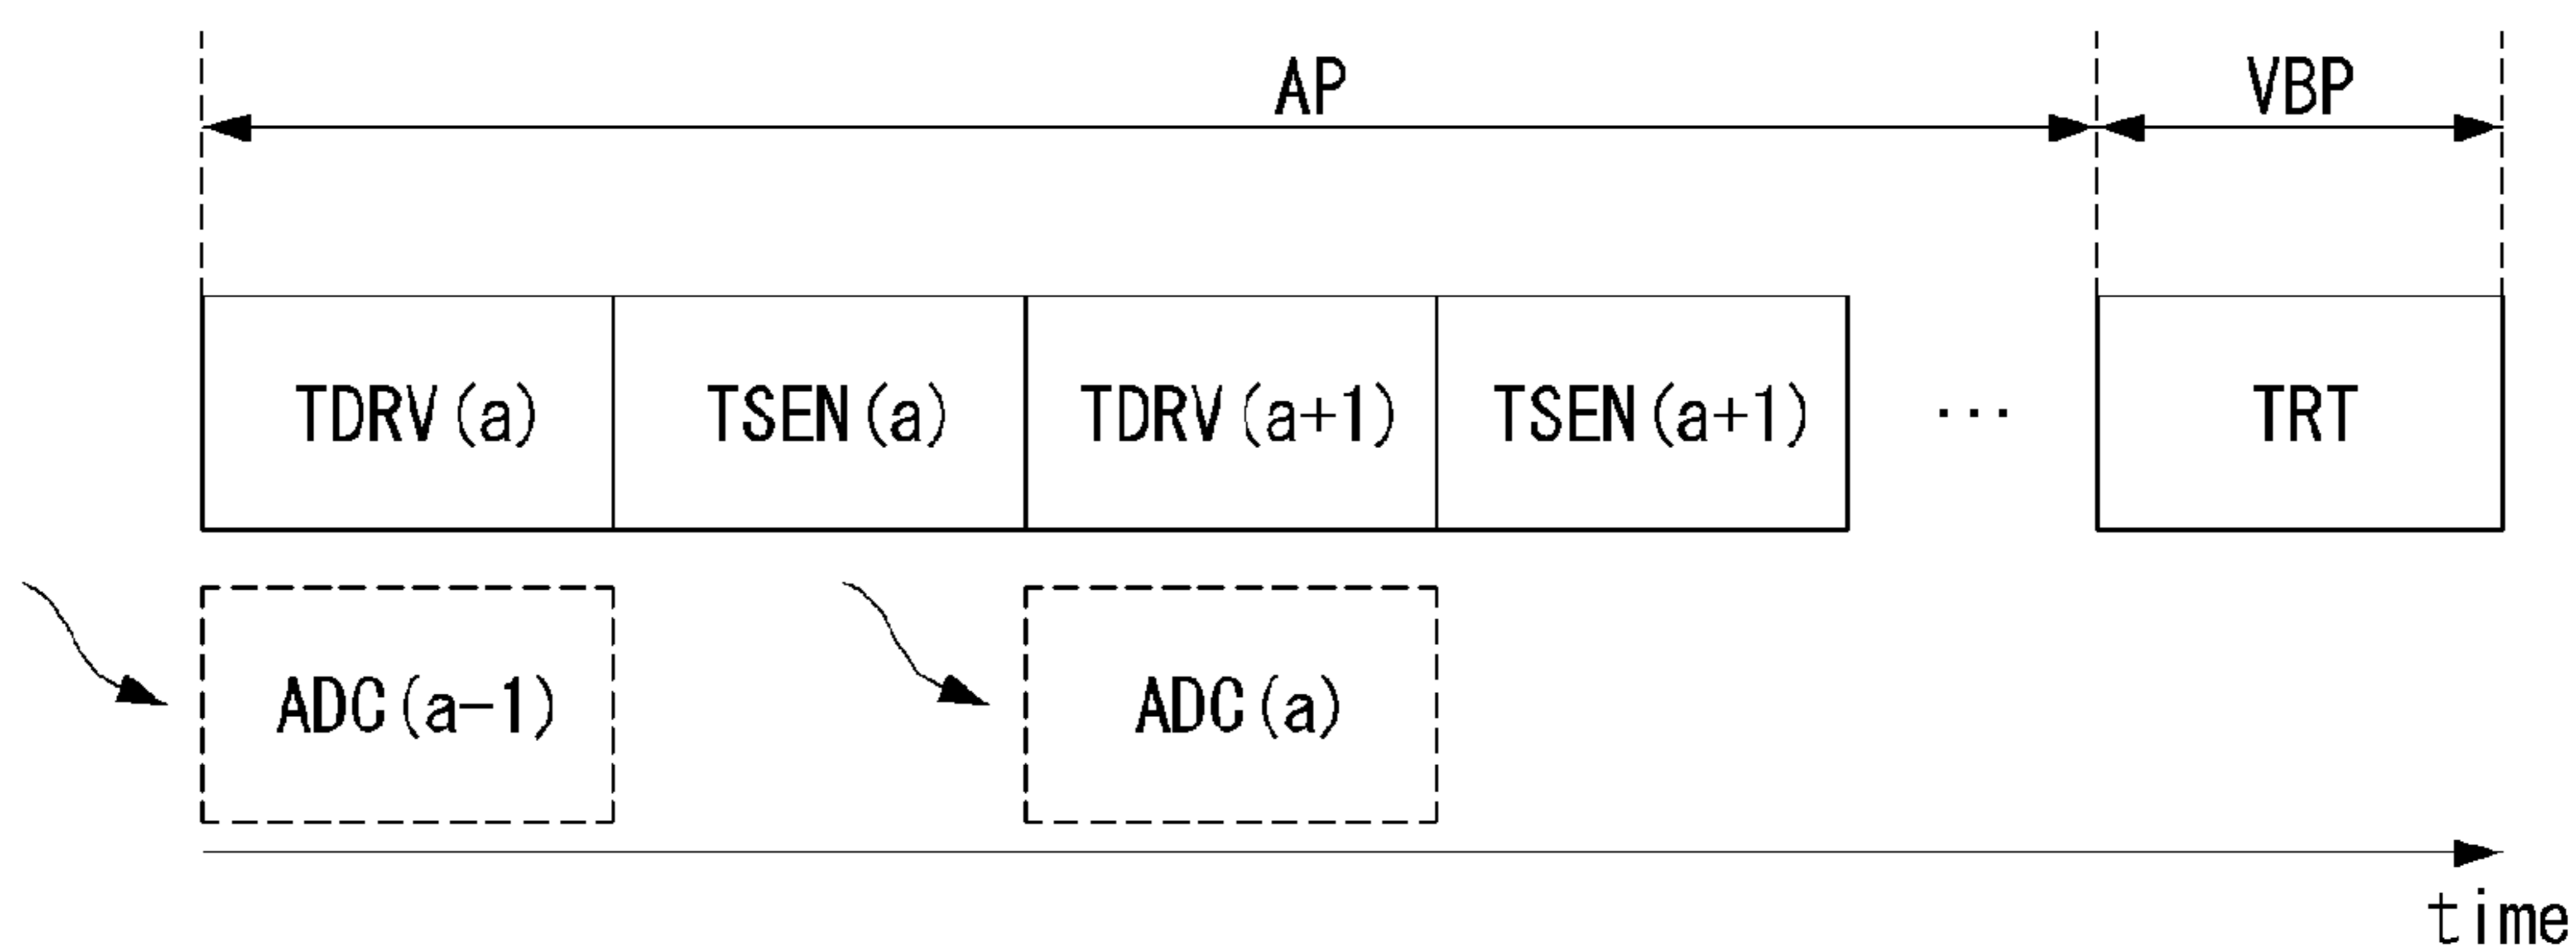 AP VBP
TDRV(a) TSEN(a) TDRV(a+1) TSEN(a+1) ··· TRT
ADC(a-1) ADC(a)
time